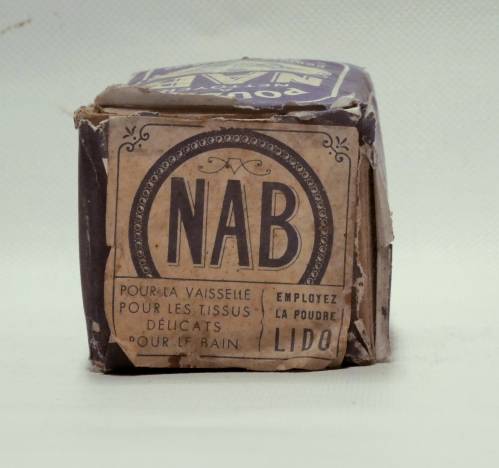 NAB
POUR LA VAISSELLE
POUR LES TISSUS
DÉLICATS
POUR LE BAIN
EMPLOYEZ
LA POUDRE
LIDO